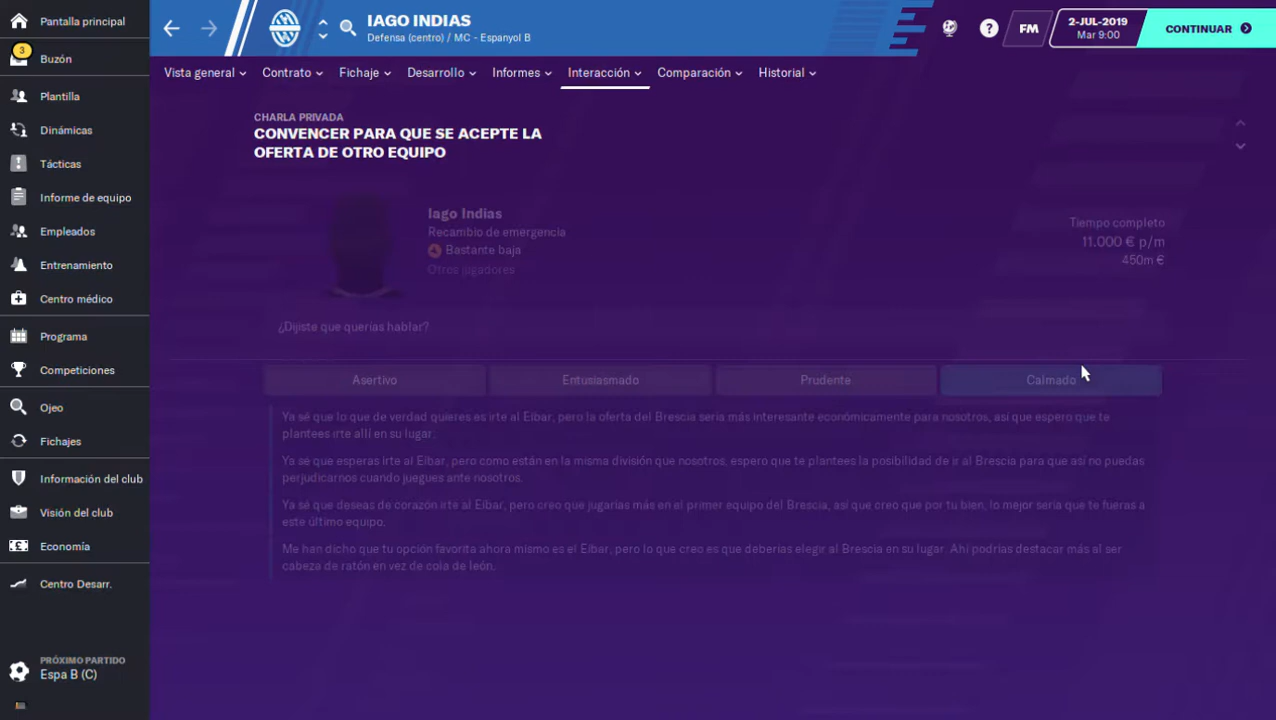 Pantalla principal
3
Buzón
Plantilla
Dinámicas
Tácticas
Informe de equipo
Empleados
Entrenamiento
Centro médico
Programa
Competiciones
Ojeo
Fichajes
Información del club
Visión del club
Economía
Centro Desarr.
PRÓXIMO PARTIDO
Espa B (C)
IAGO INDIAS
Defensa (centro) / MC - Espanyol B
?
FM
2-JUL-2019
Mar 9:00
CONTINUAR
Vista general
Contrato
Fichaje
Desarrollo
Informes
Interacción
Comparación
Historial
CHARLA PRIVADA
CONVENCER PARA QUE SE ACEPTE LA
OFERTA DE OTRO EQUIPO
Iago Indias
Recambio de emergencia
Bastante baja
Otros jugadores
Tiempo completo
11.000 € p/m
450m €
¿Dijiste que querías hablar?
Asertivo
Entusiasmado
Prudente
Calmado
Ya sé que lo que de verdad quieres es irte al Eibar, pero la oferta del Brescia sería más interesante económicamente para nosotros, así que espero que te
plantees irte allí en su lugar.
Ya sé que esperas irte al Eibar, pero como están en la misma división que nosotros, espero que te plantees la posibilidad de ir al Brescia para que así no puedas
perjudicarnos cuando juegues ante nosotros.
Ya sé que deseas de corazón irte al Eibar, pero creo que jugarías más en el primer equipo del Brescia, así que creo que por tu bien, lo mejor sería que te fueras a
este último equipo.
Me han dicho que tu opción favorita ahora mismo es el Eibar, pero lo que creo es que deberías elegir al Brescia en su lugar. Ahí podrías destacar más al ser
cabeza de ratón en vez de cola de león.